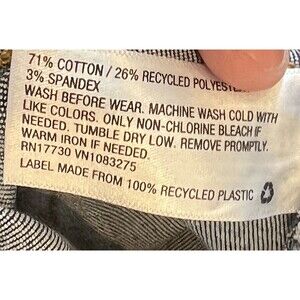 71% COTTON / 26% RECYCLED POLYESTE
3% SPANDEX
WASH BEFORE WEAR. MACHINE WASH COLD WITH
LIKE COLORS. ONLY NON-CHLORINE BLEACH IF
NEEDED. TUMBLE DRY LOW. REMOVE PROMPTLY.
WARM IRON IF NEEDED.
RN17730 VN1083275
LABEL MADE FROM 100% RECYCLED PLASTIC